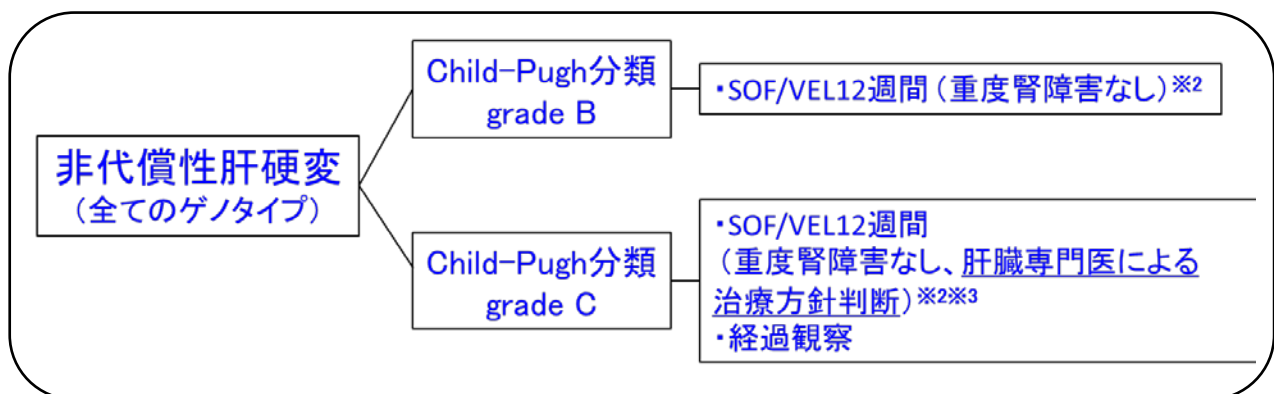 非代償性肝硬変
（全てのゲノタイプ）
Child-Pugh分類
grade B
・SOF/VEL12週間（重度腎障害なし）※2
Child-Pugh分類
grade C
・SOF/VEL12週間
（重度腎障害なし、肝臓専門医による
治療方針判断）※2※3
・経過観察